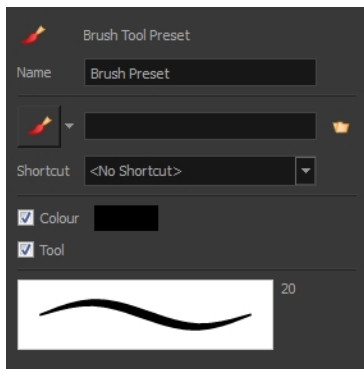 Brush Tool Preset
Name Brush Preset
Shortcut <No Shortcut>
Colour
Tool
20